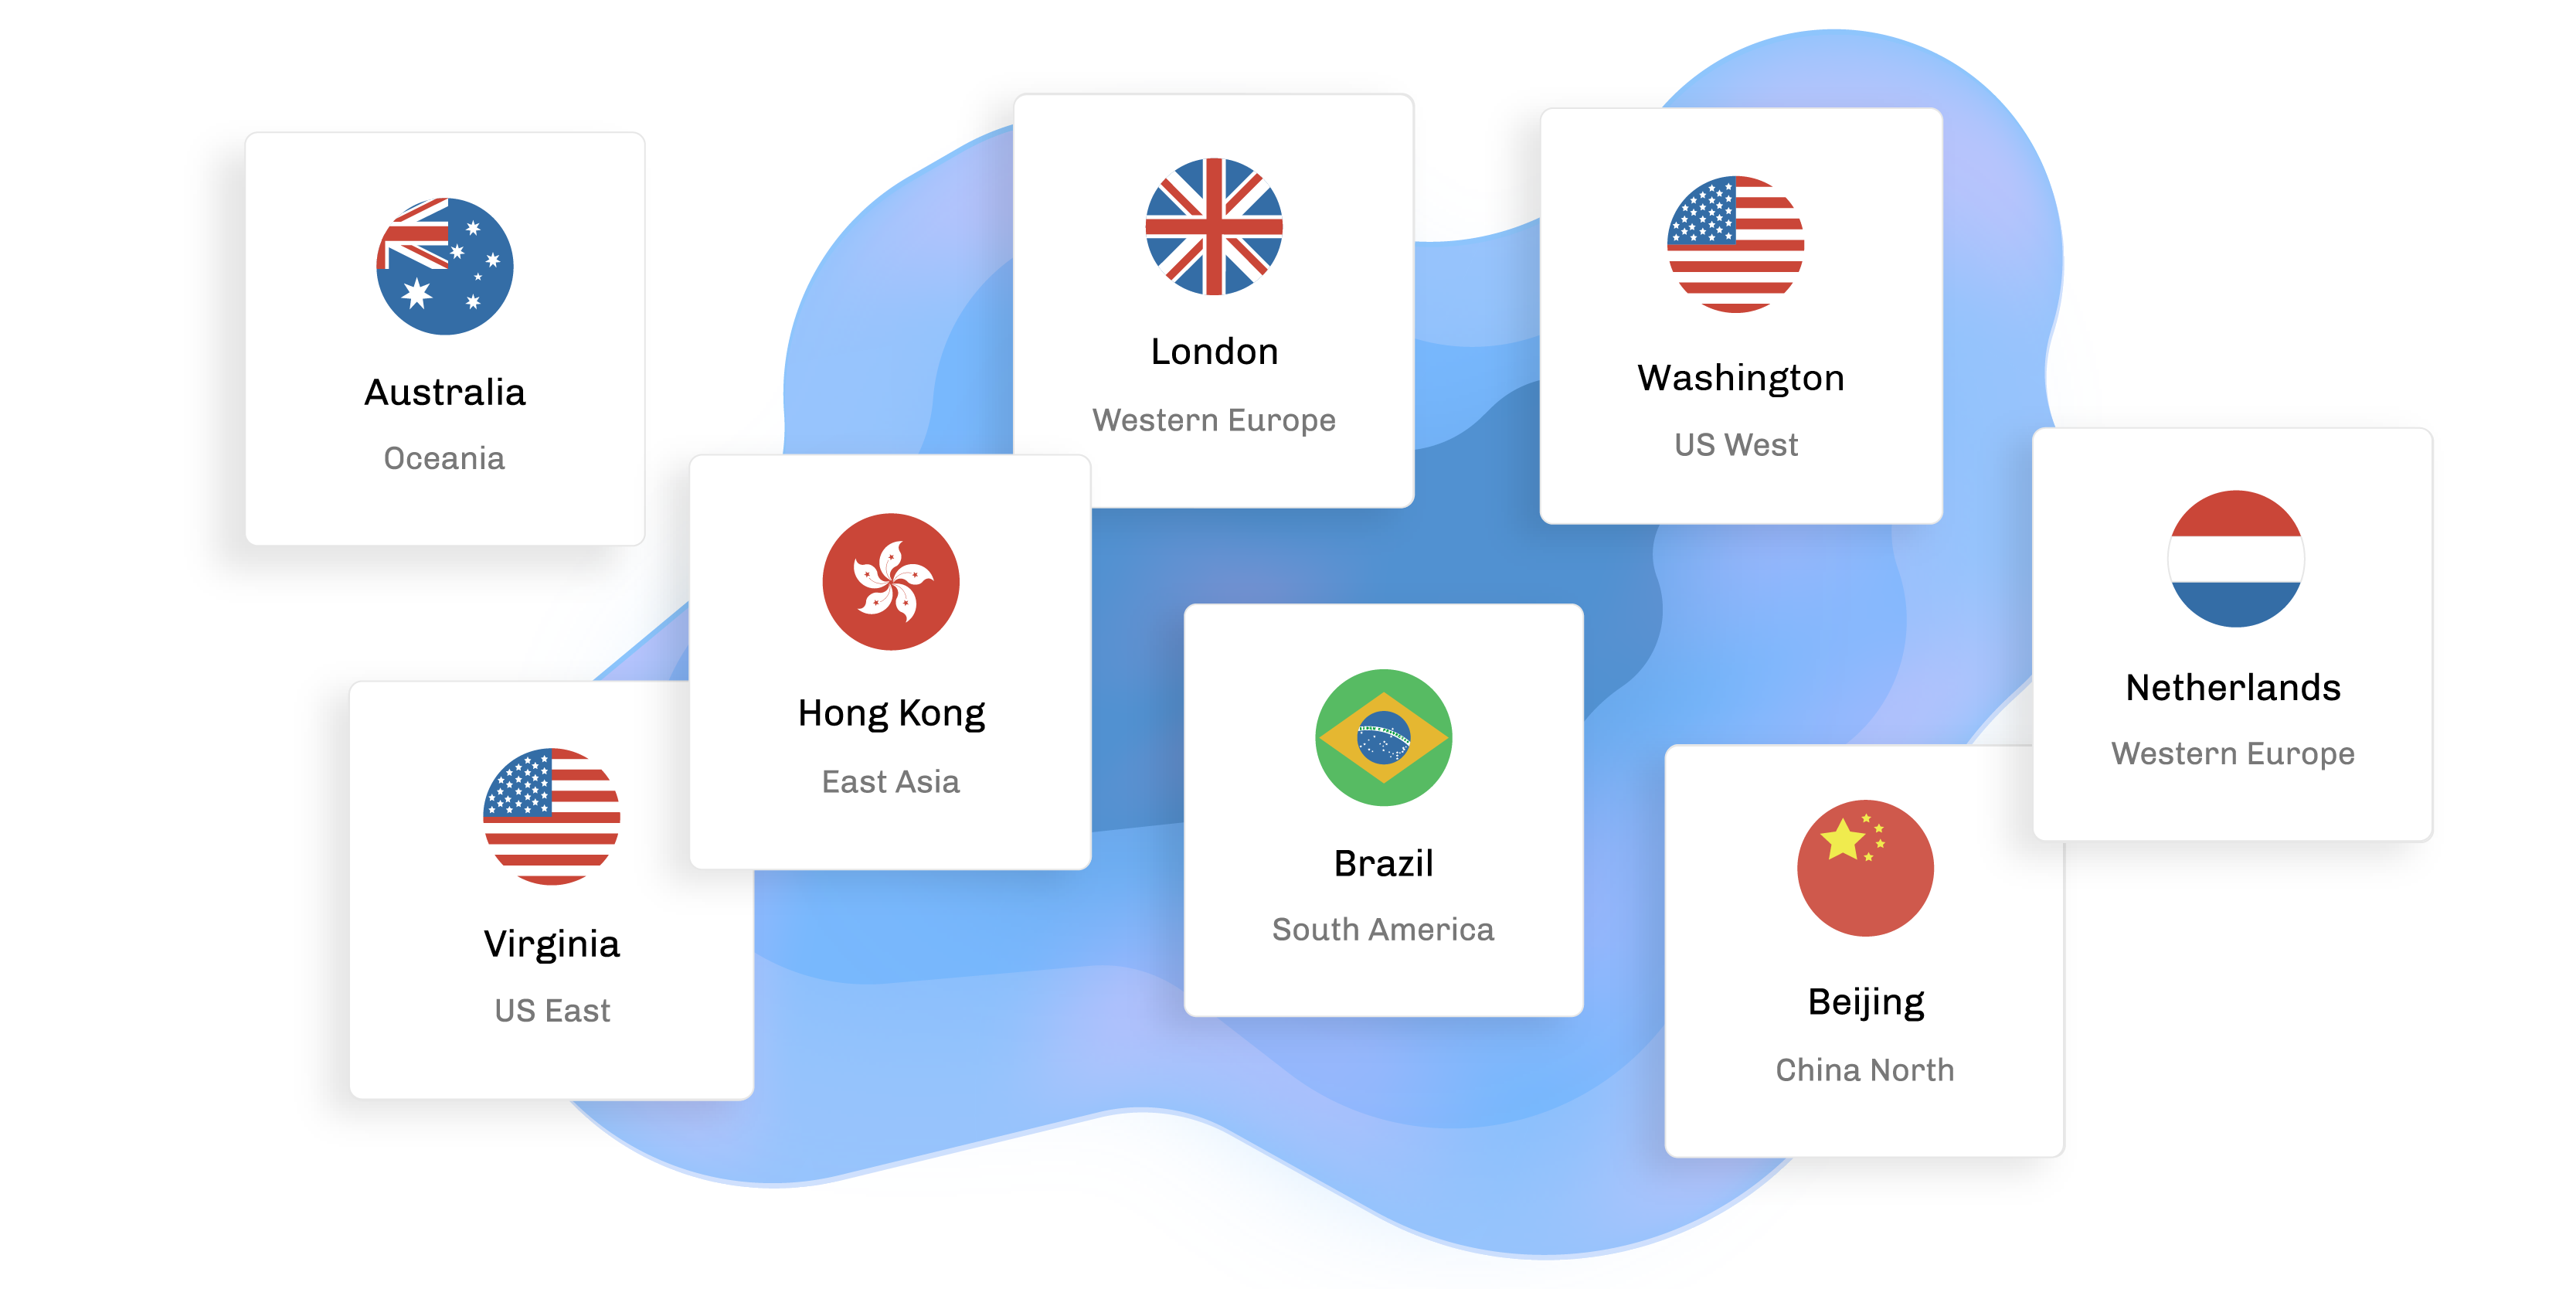 Australia
Oceania
London
Western Europe
Washington
US West
Hong Kong
East Asia
Netherlands
Western Europe
Virginia
US East
Brazil
South America
Beijing
China North